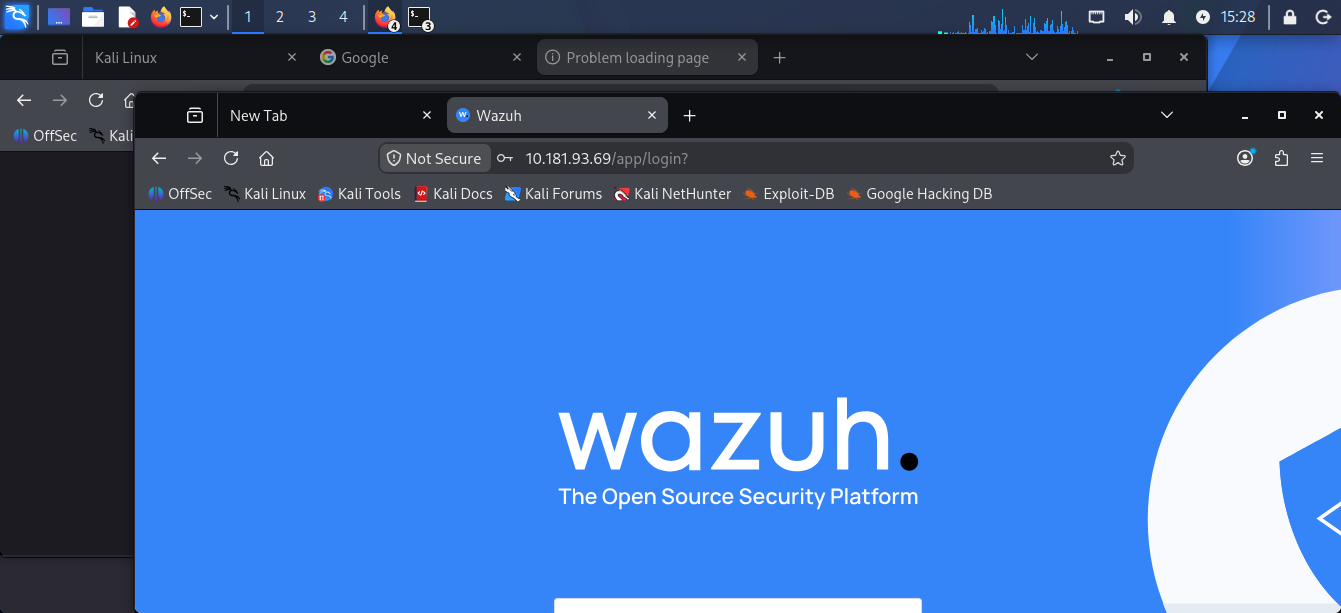 1 2 3 4 4 3 15:28
Kali Linux Google Problem loading page
New Tab Wazuh
Not Secure 10.181.93.69/app/login?
OffSec Kali
OffSec Kali Linux Kali Tools Kali Docs Kali Forums Kali NetHunter Exploit-DB Google Hacking DB
wazuh.
The Open Source Security Platform